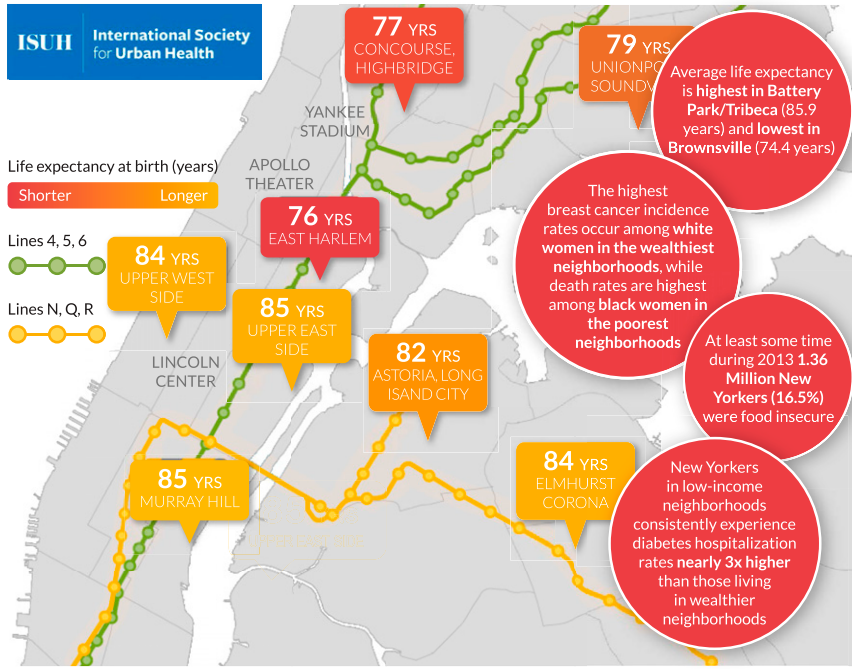 ISUH
International Society
for Urban Health
77 YRS
CONCOURSE,
HIGHBRIDGE
79 YRS
Average life expectancy
is highest in Battery
Park/Tribeca (85.9
years) and lowest in
Brownsville (74.4 years)
YANKEE
STADIUM
APOLLO
THEATER
Life expectancy at birth (years)
Shorter
Longer
76 YRS
EAST HARLEM
The highest
breast cancer incidence
rates occur among white
women in the wealthiest
neighborhoods, while
death rates are highest
among black women in
the poorest
neighborhoods
Lines 4, 5, 6
84 YRS
UPPER WEST
SIDE
Lines N, Q, R
85 YRS
UPPER EAST
SIDE
LINCOLN
CENTER
82 YRS
ASTORIA, LONG
ISAND CITY
At least some time
during 2013 1.36
Million New
Yorkers (16.5%)
were food insecure
85 YRS
MURRAY HILL
84 YRS
ELMHURST
CORONA
New Yorkers
in low-income
neighborhoods
consistently experience
diabetes hospitalization
rates nearly 3x higher
than those living
in wealthier
neighborhoods